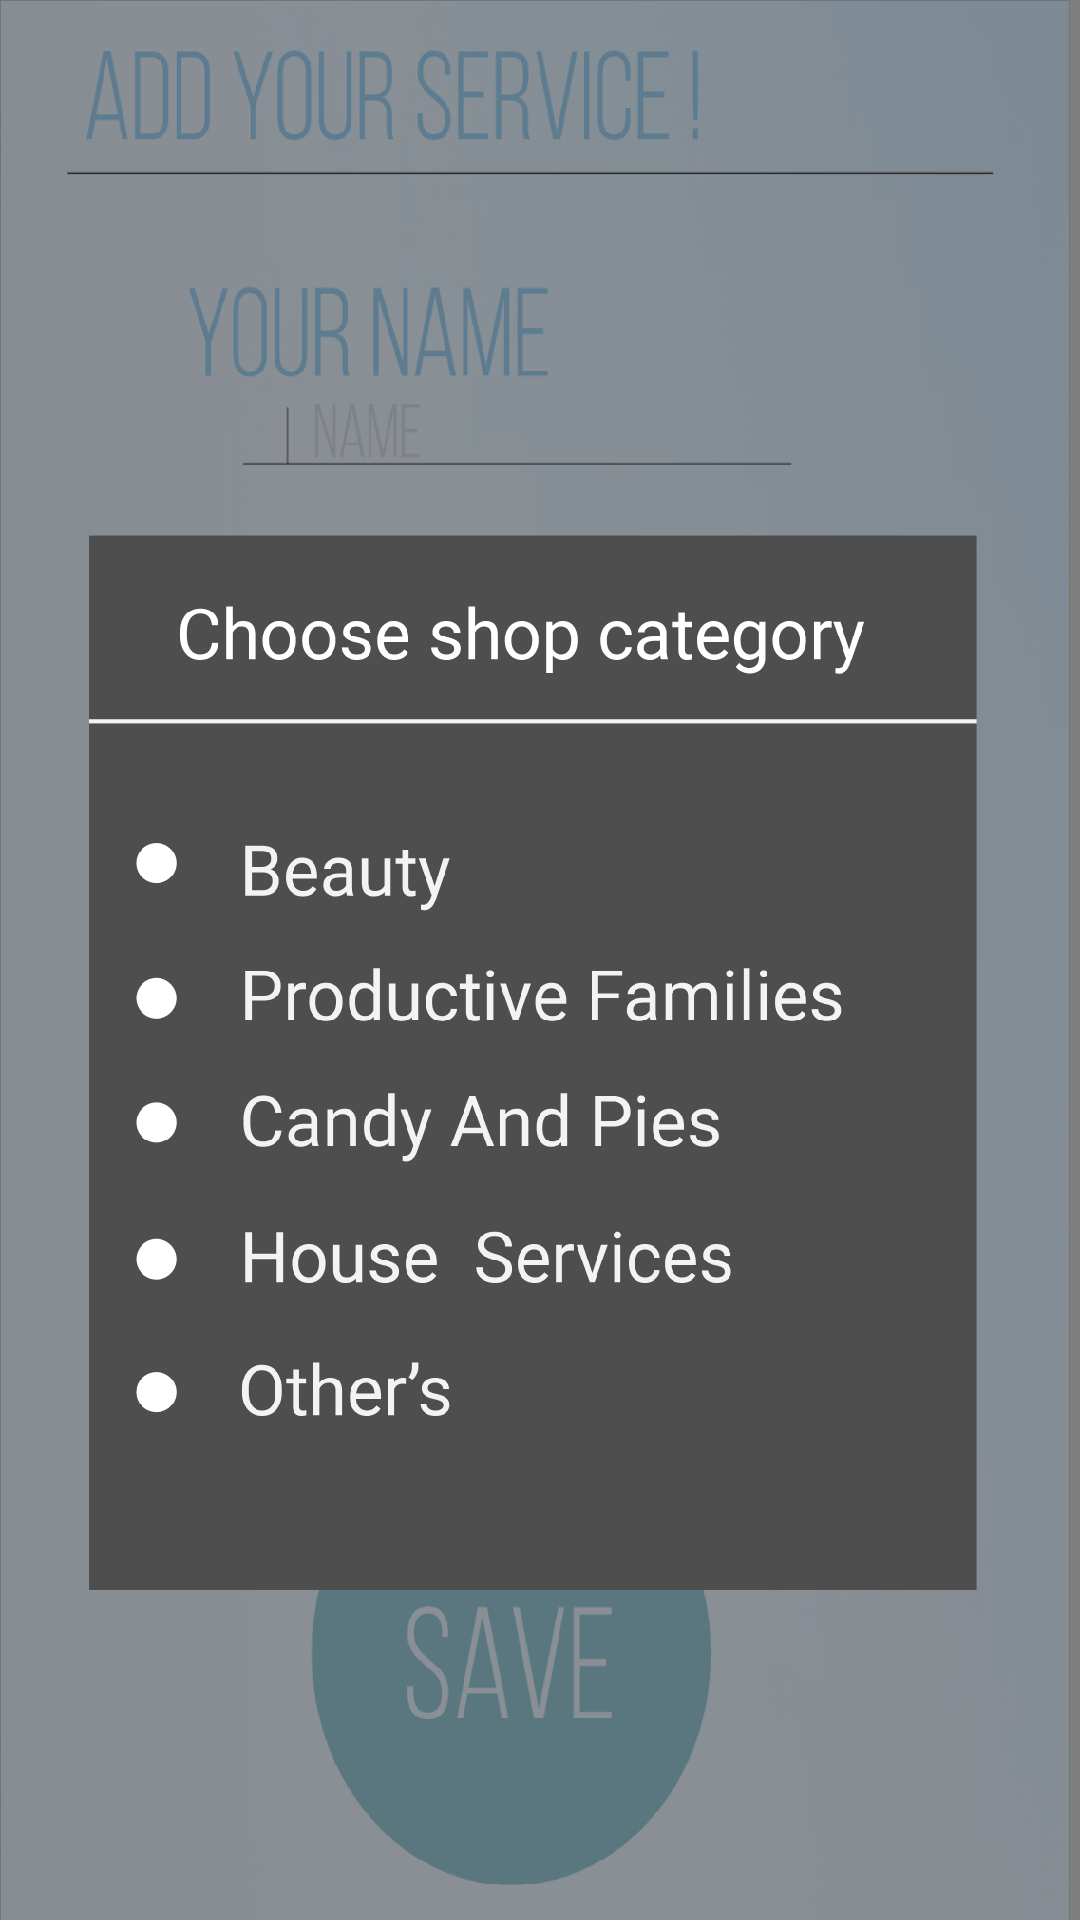 ADD YOUR SERVICE !
YOUR NAME
NAME
Choose shop category
Beauty
Productive Families
Candy And Pies
House  Services
Other’s
SAVE